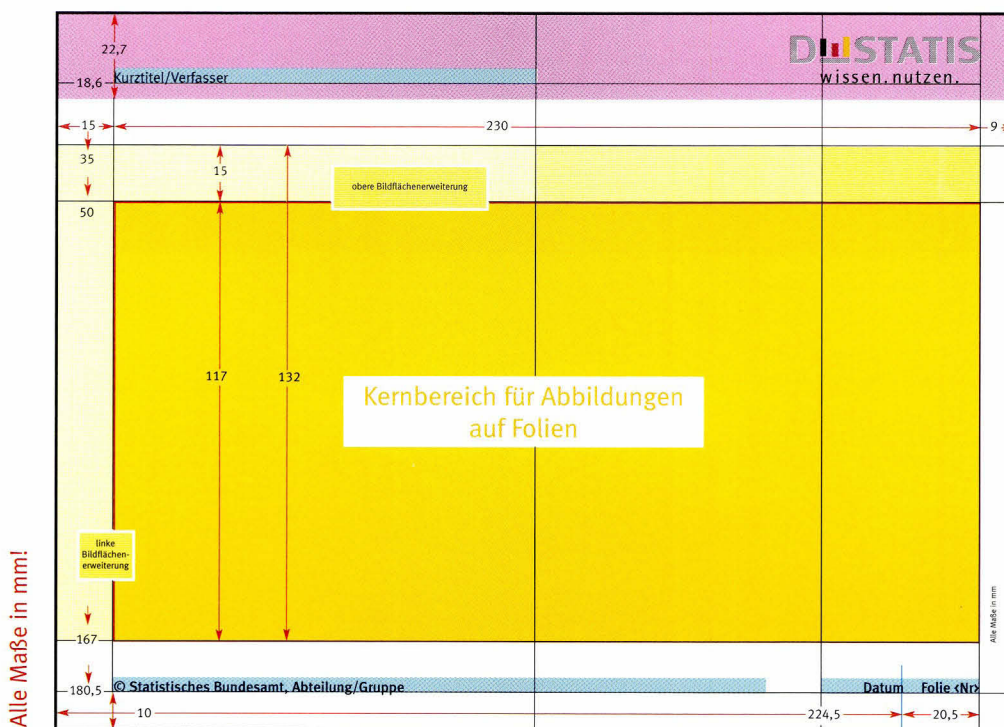 22,7
DESTATIS
wissen.nutzen.
Kurztitel/Verfasser
18,6
15
230
9
35
15
obere Bildflächenerweiterung
50
117
132
Kernbereich für Abbildungen
auf Folien
linke
Bildflächen-
erweiterung
Alle Maße in mm!
Alle Maße in mm
167
180,5
© Statistisches Bundesamt, Abteilung/Gruppe
Datum
Folie <Nr>
10
224,5
20,5